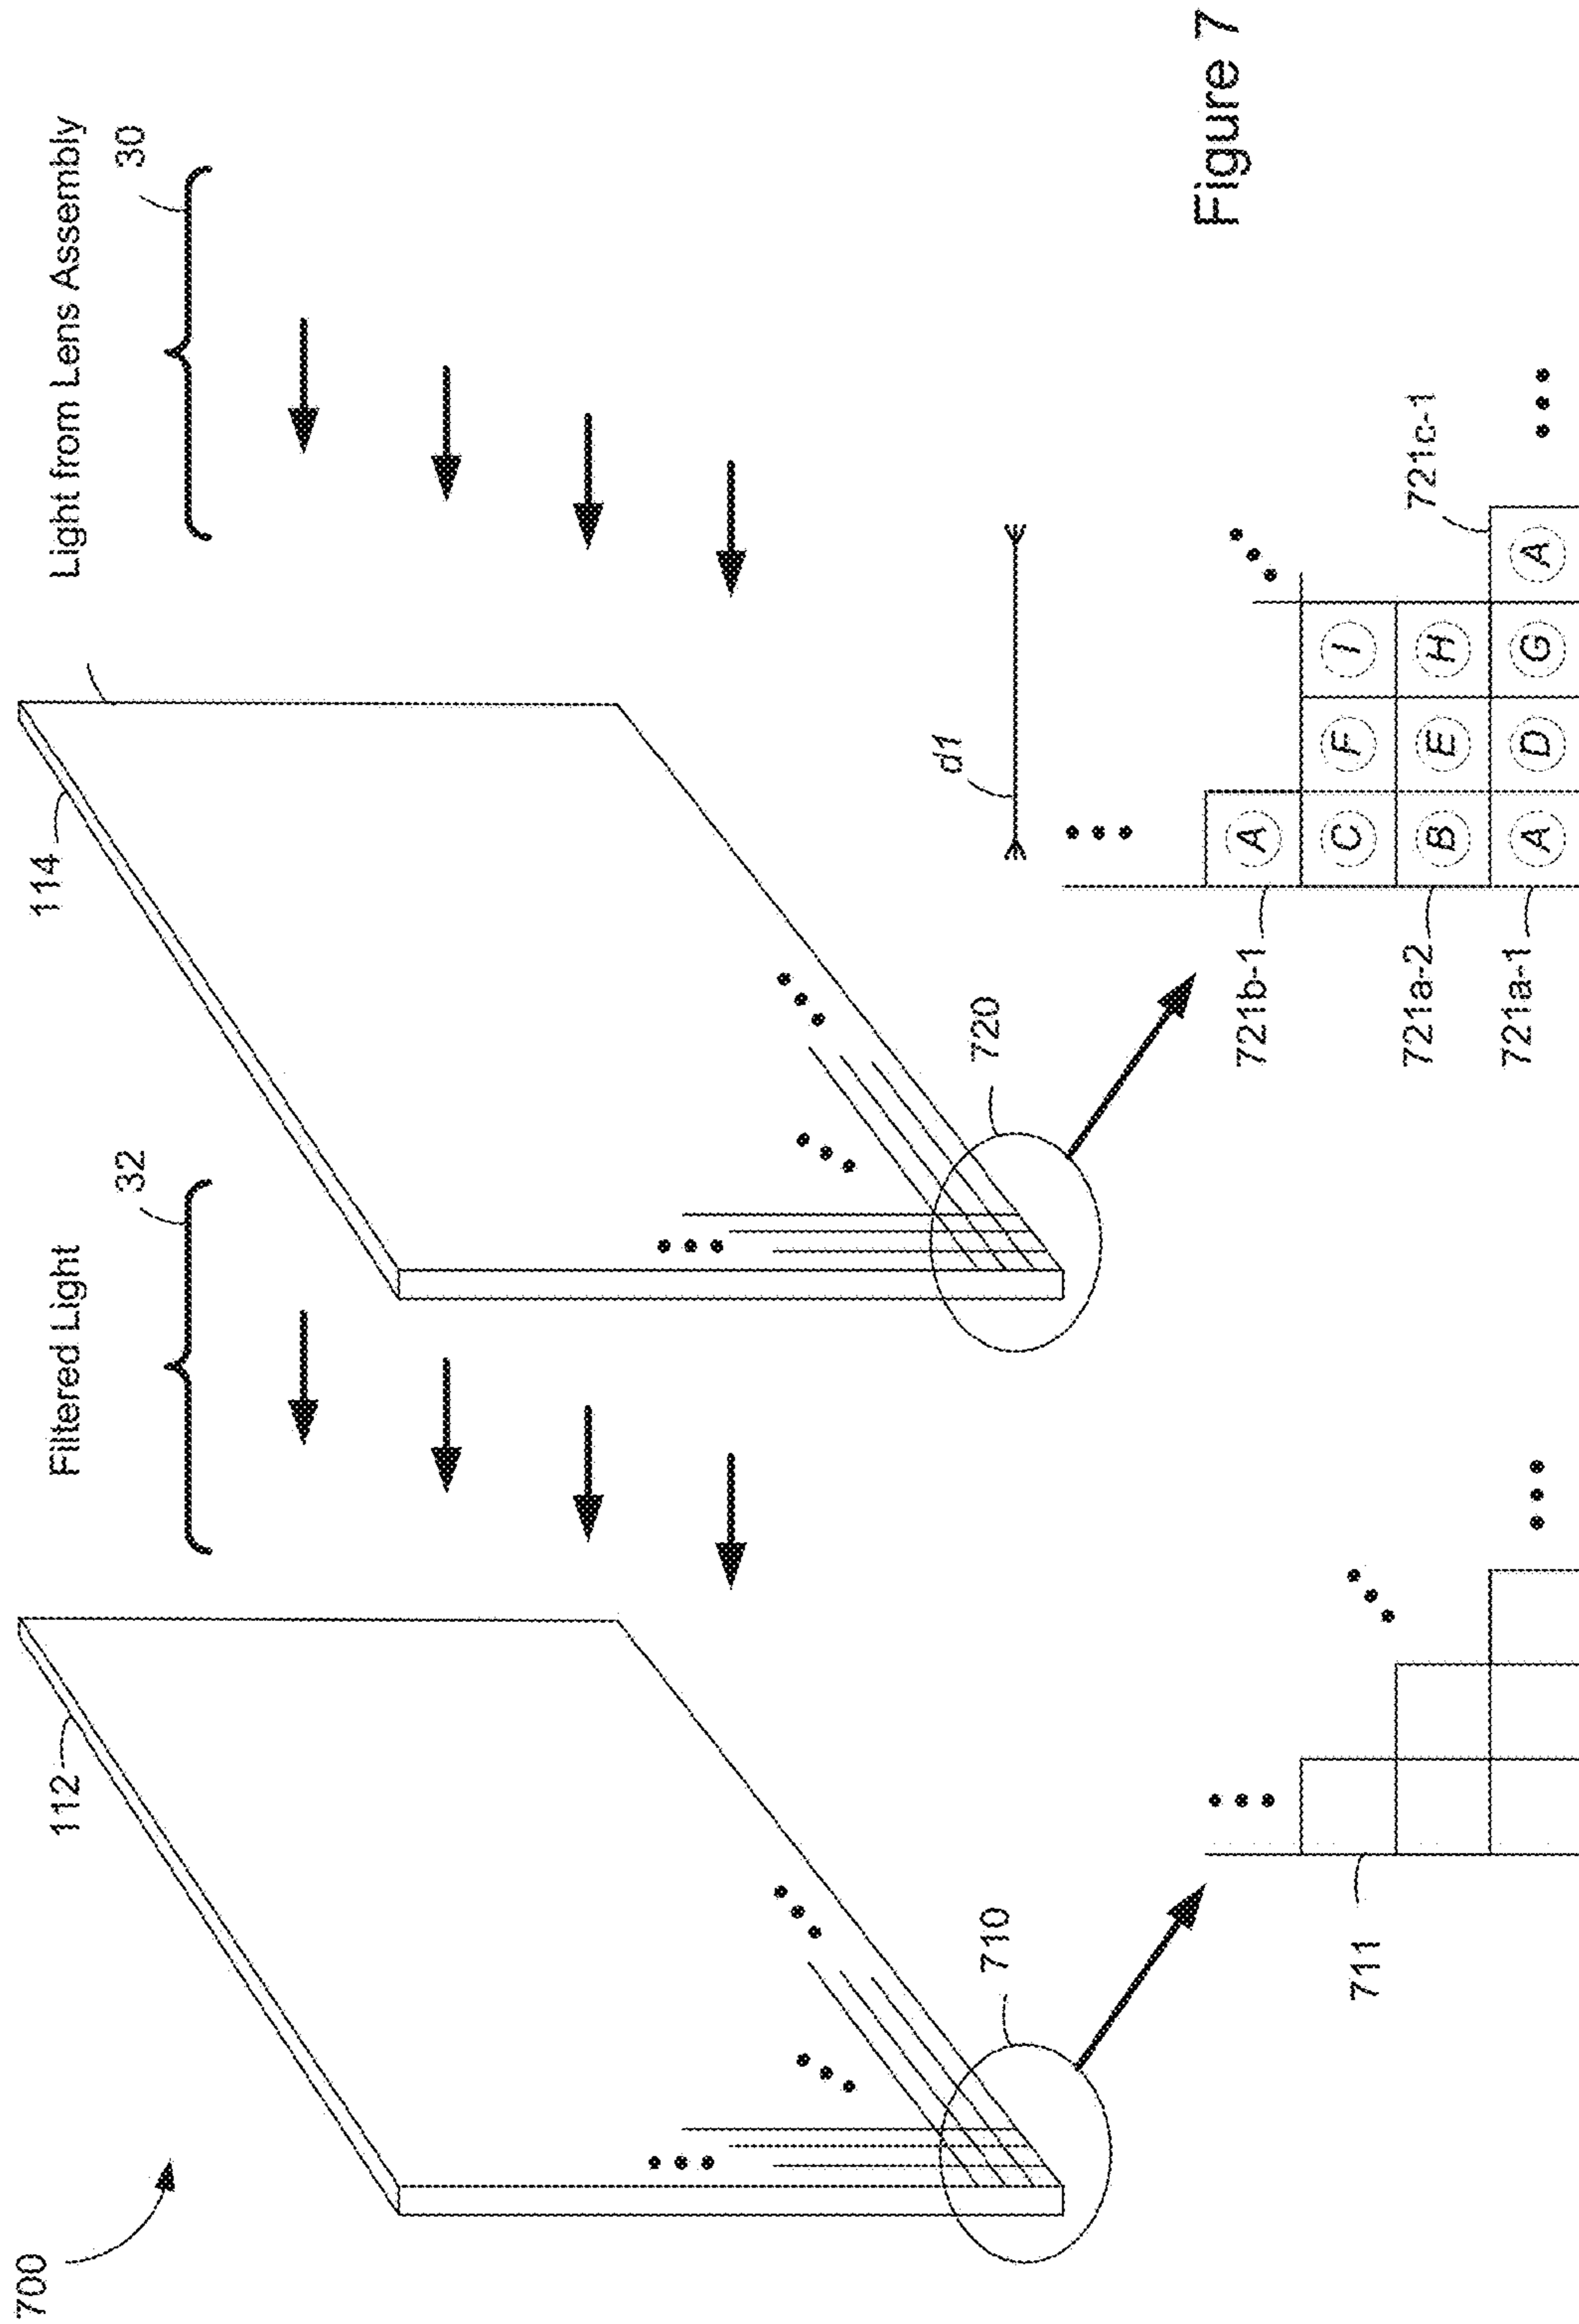 700
112
Filtered Light
32
114
Light from Lens Assembly
30
710
711
720
d1
721b-1
721a-2
721a-1
721c-1
A
C F I
B E H
A D G A
Figure 7